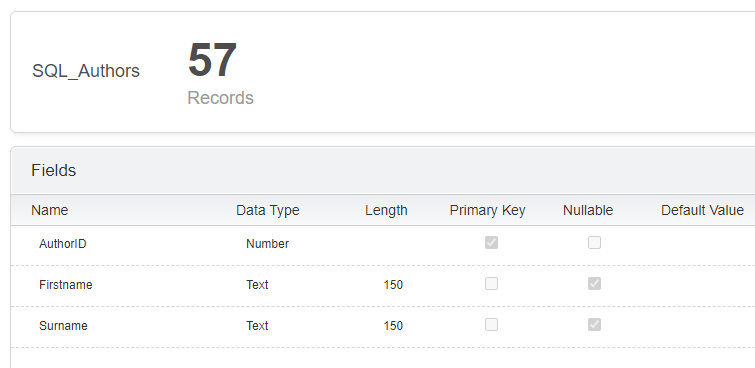 SQL_Authors
57
Records
Fields
Name Data Type Length Primary Key Nullable Default Value
AuthorID Number
Firstname Text 150
Surname Text 150